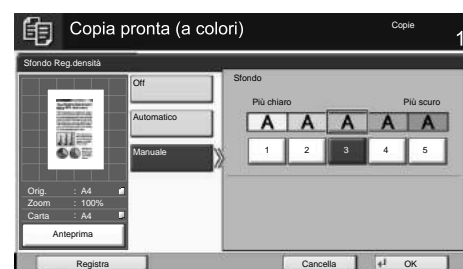 Copia pronta (a colori)
Copie
1
Sfondo Reg.densità
Orig. : A4
Zoom : 100%
Carta : A4
Anteprima
Off
Automatico
Manuale
Sfondo
Più chiaro Più scuro
A A A A A
1 2 3 4 5
Registra
Cancella
OK